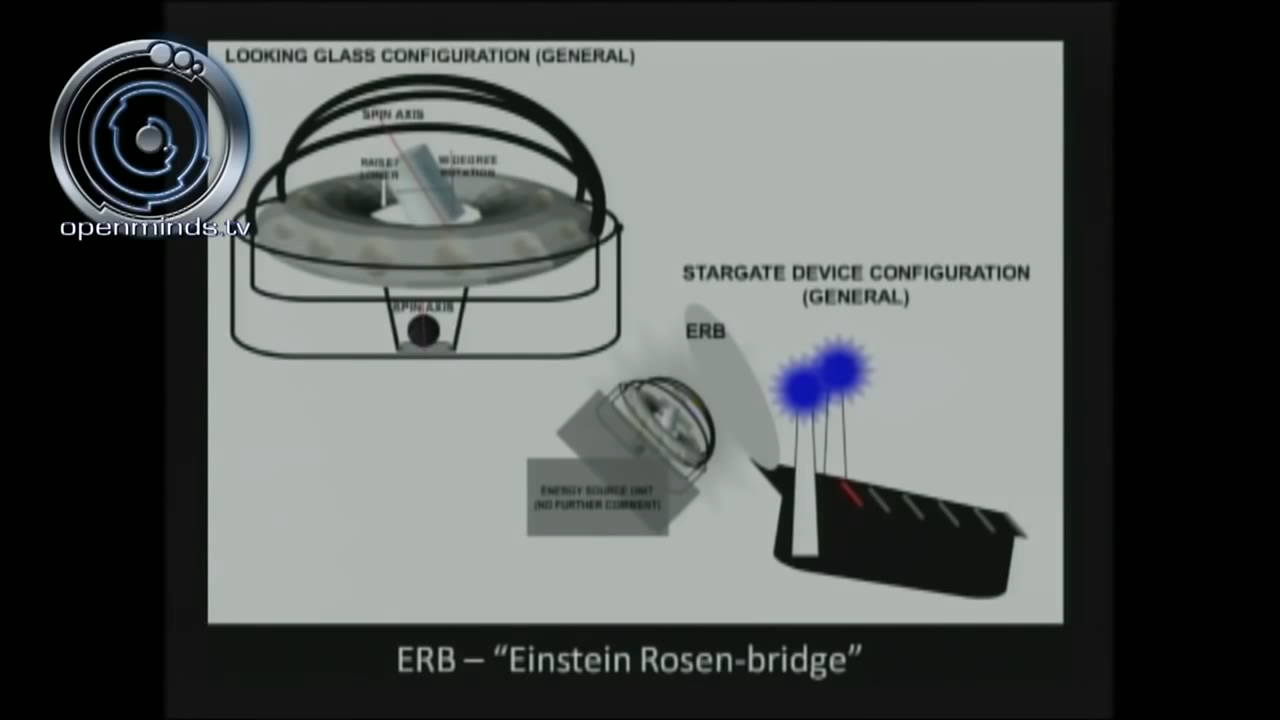 LOOKING GLASS CONFIGURATION (GENERAL)
SPIN AXIS
RAISE/
LOWER
90 DEGREE
ROTATION
SPIN AXIS
openminds.tv
STARGATE DEVICE CONFIGURATION
(GENERAL)
ERB
ENERGY SOURCE UNIT
(NO FURTHER COMMENT)
ERB – “Einstein Rosen-bridge”